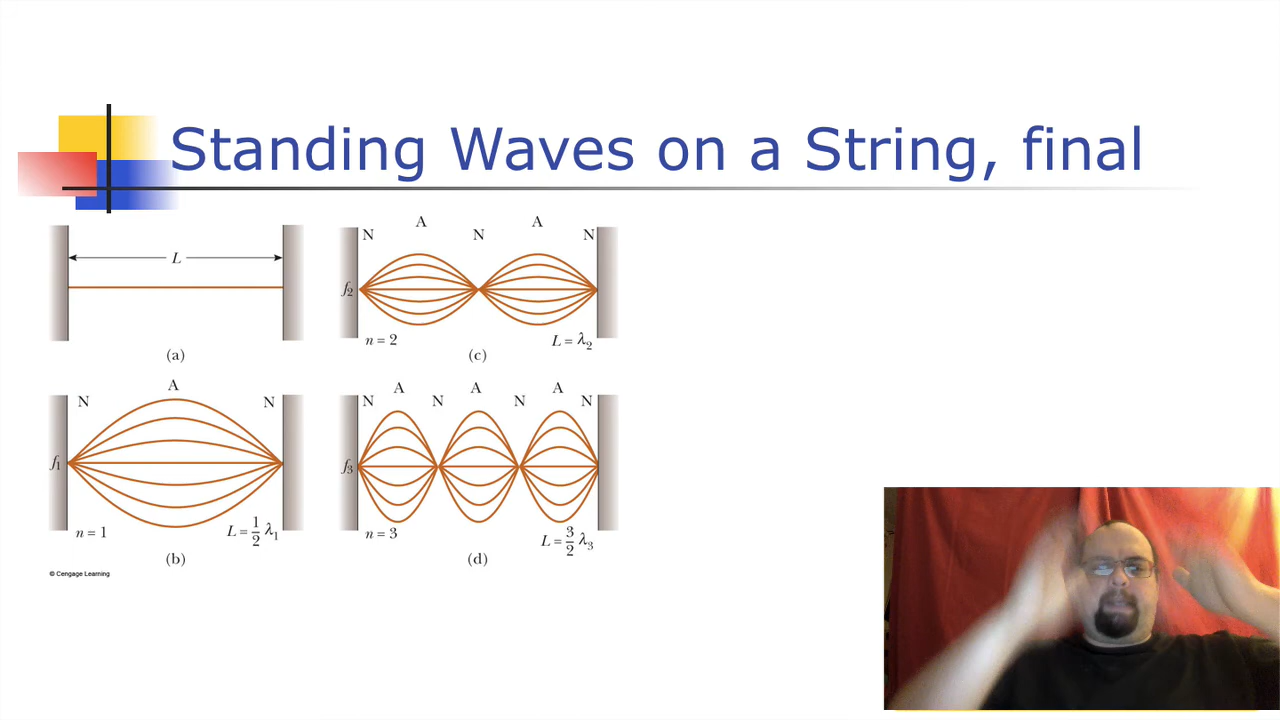 Standing Waves on a String, final
L
(a)
A
N N
f₁
n = 1
L = 1/2 λ₁
(b)
A A
N N N
f₂
n = 2
L = λ₂
(c)
A A A
N N N N
f₃
n = 3
L = 3/2 λ₃
(d)
© Cengage Learning